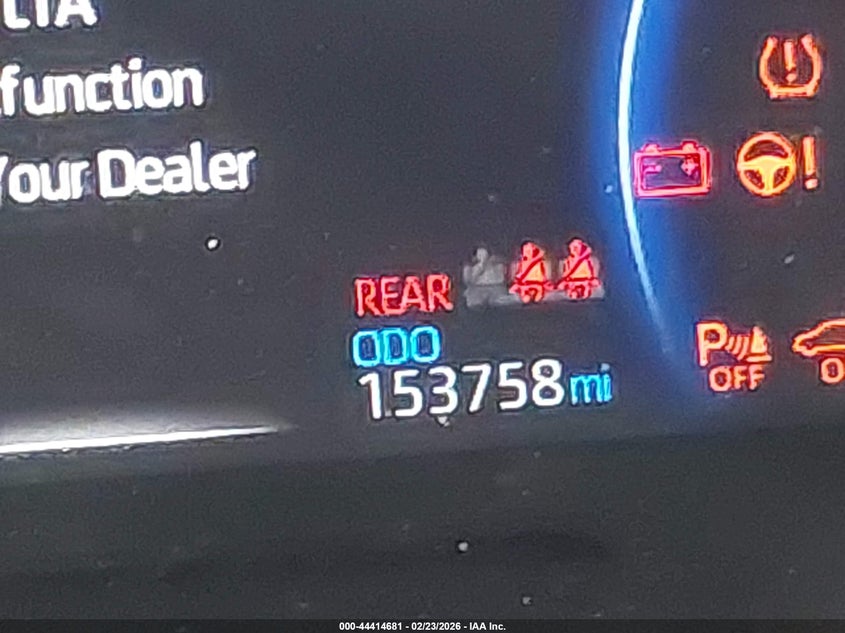 function
Your Dealer
REAR
ODO
153758 mi
P
OFF
000-44414681 - 02/23/2026 - IAA Inc.